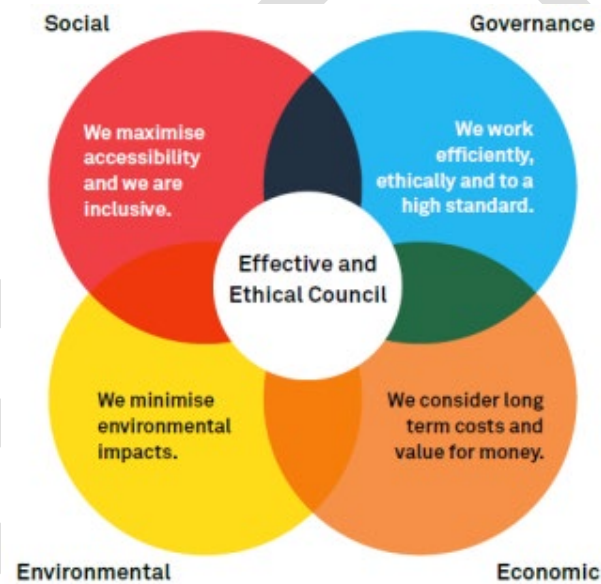 Social
Governance
We maximise
accessibility
and we are
inclusive.
We work
efficiently,
ethically and to a
high standard.
Effective and
Ethical Council
We minimise
environmental
impacts.
We consider long
term costs and
value for money.
Environmental
Economic